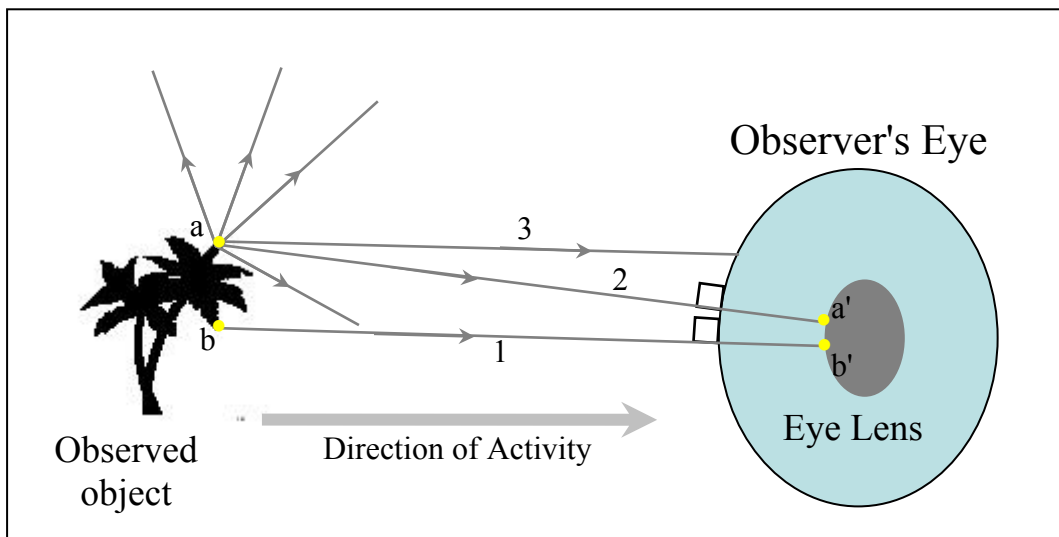 Observer's Eye
a
3
2
a'
b
1
b'
Eye Lens
Direction of Activity
Observed
object